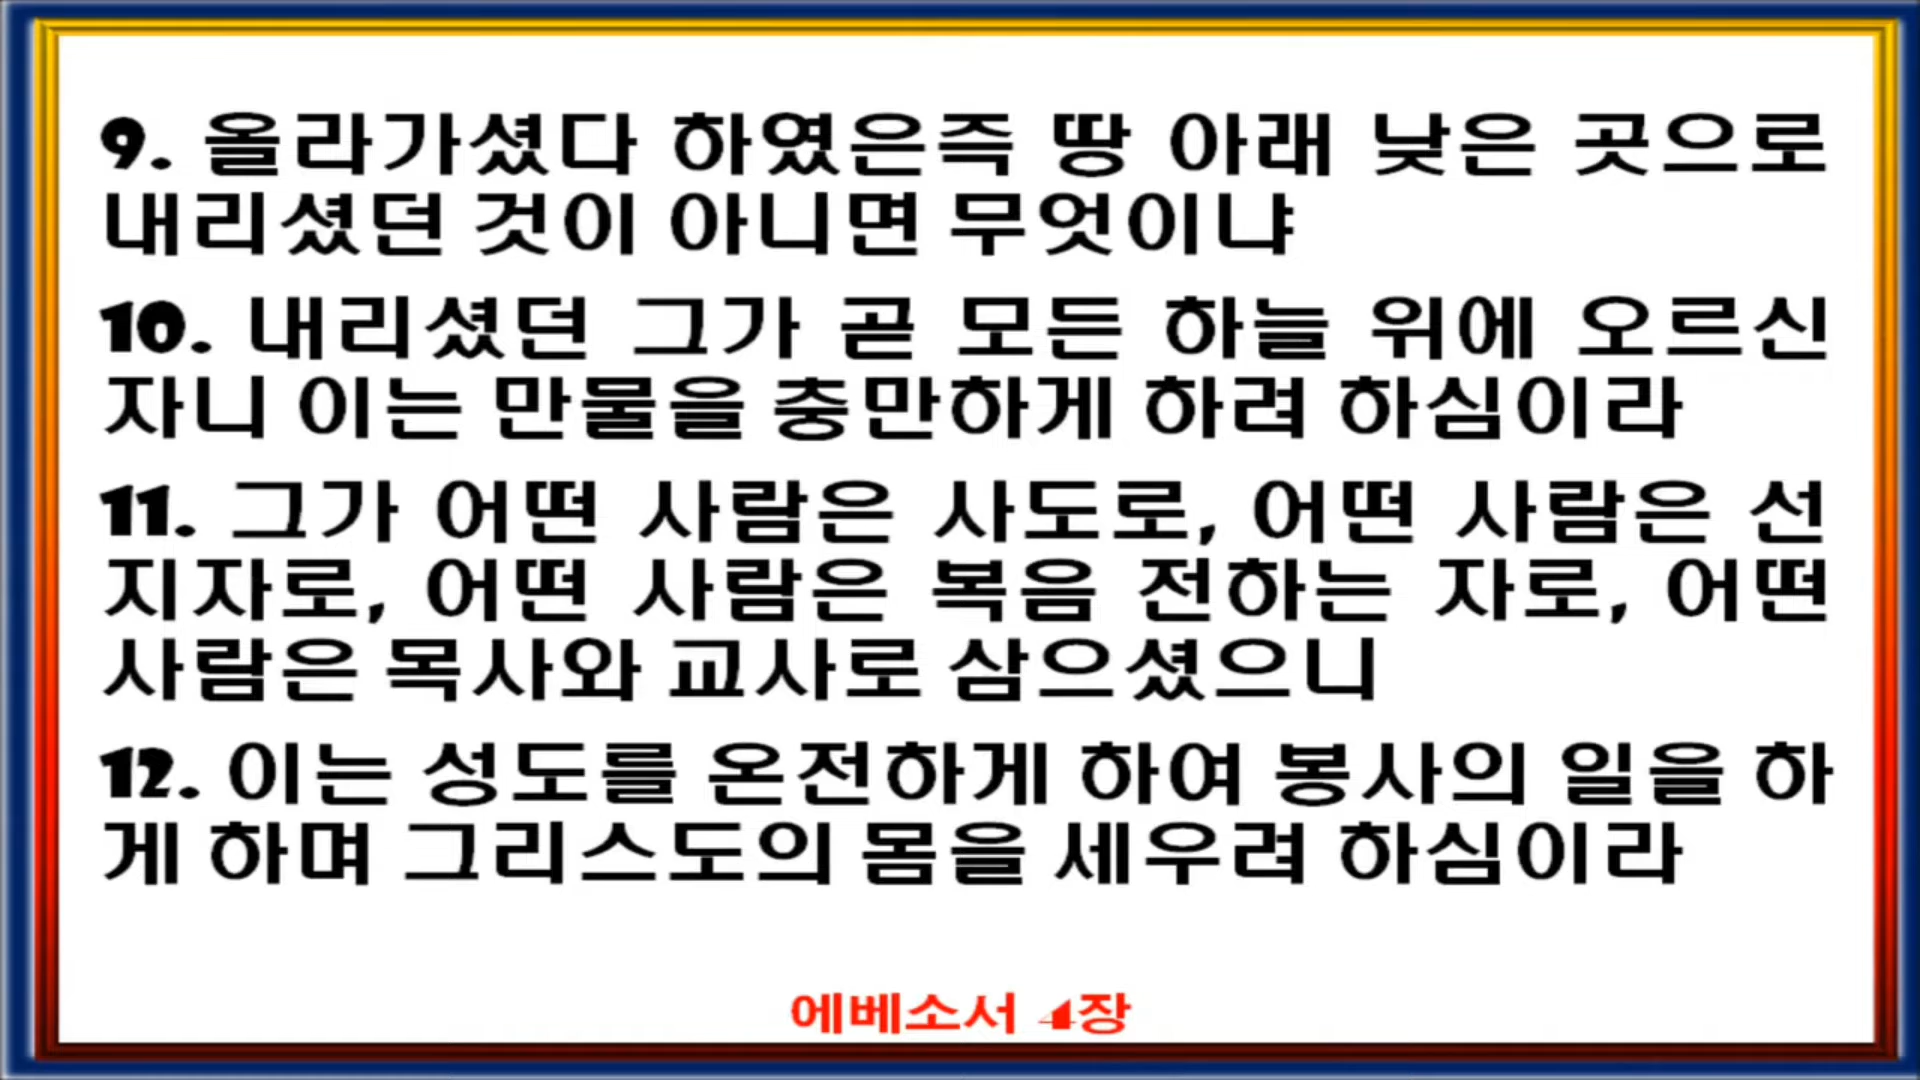 9. 올라가셨다 하였은즉 땅 아래 낮은 곳으로
내리셨던 것이 아니면 무엇이냐
10. 내리셨던 그가 곧 모든 하늘 위에 오르신
자니 이는 만물을 충만하게 하려 하심이라
11. 그가 어떤 사람은 사도로, 어떤 사람은 선
지자로, 어떤 사람은 복음 전하는 자로, 어떤
사람은 목사와 교사로 삼으셨으니
12. 이는 성도를 온전하게 하여 봉사의 일을 하
게 하며 그리스도의 몸을 세우려 하심이라
에베소서 4장